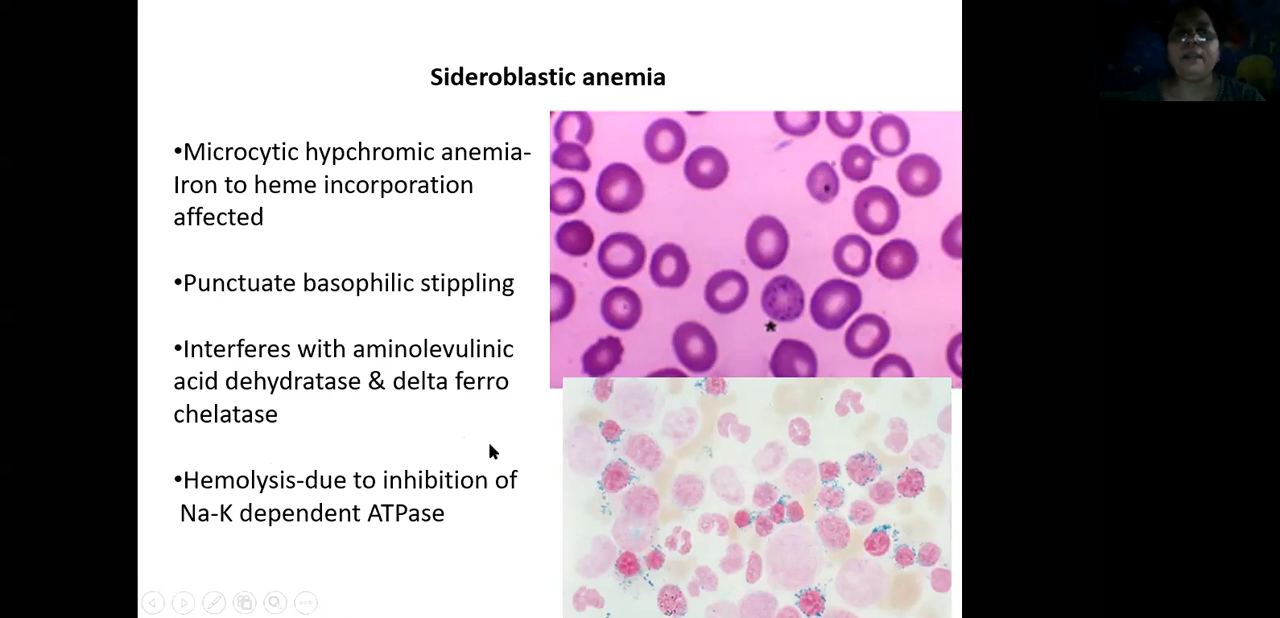 Sideroblastic anemia
•Microcytic hypchromic anemia-
Iron to heme incorporation
affected
•Punctuate basophilic stippling
•Interferes with aminolevulinic
acid dehydratase & delta ferro
chelatase
•Hemolysis-due to inhibition of
Na-K dependent ATPase
*